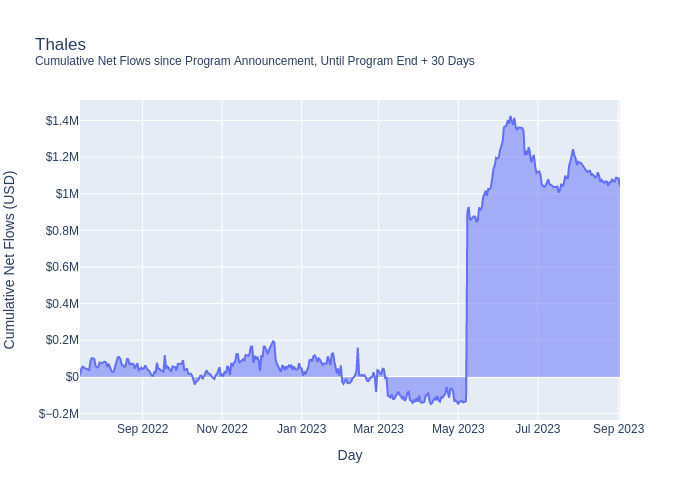 Thales
Cumulative Net Flows since Program Announcement, Until Program End + 30 Days
Cumulative Net Flows (USD)
$1.4M
$1.2M
$1M
$0.8M
$0.6M
$0.4M
$0.2M
$0
$−0.2M
Sep 2022 Nov 2022 Jan 2023 Mar 2023 May 2023 Jul 2023 Sep 2023
Day